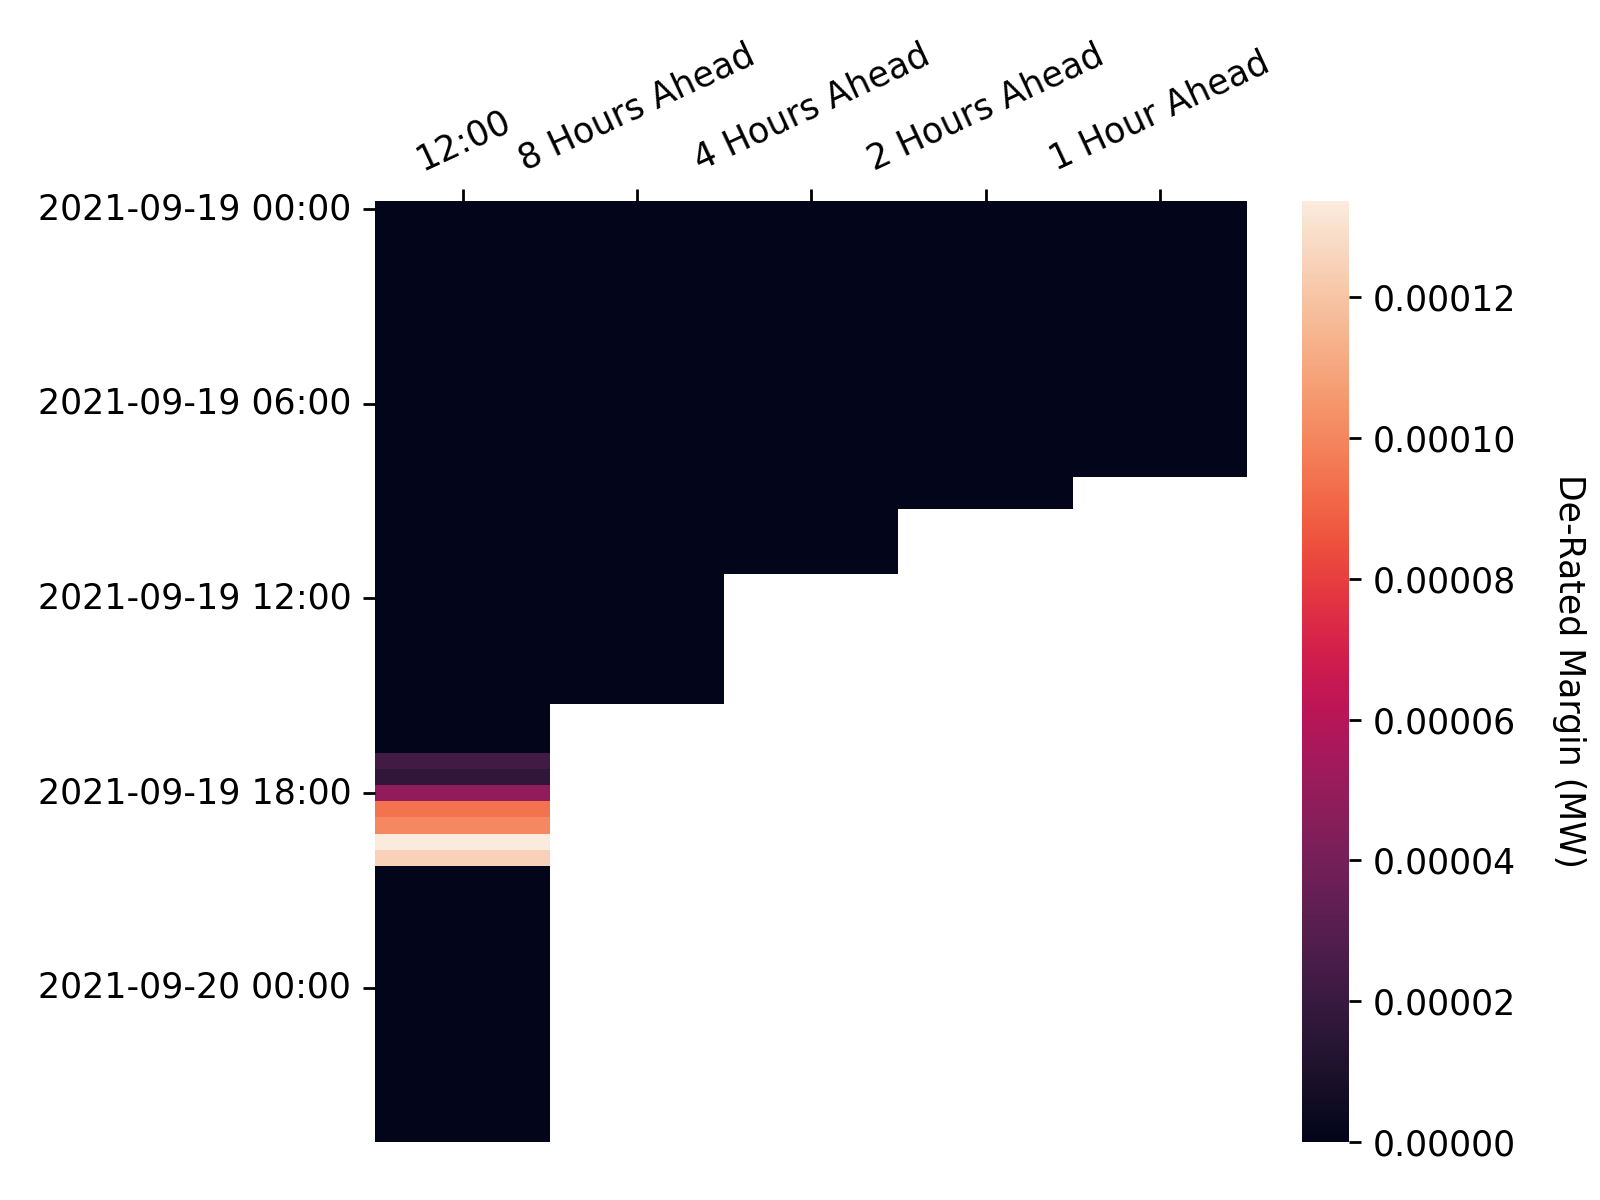 12:00
8 Hours Ahead
4 Hours Ahead
2 Hours Ahead
1 Hour Ahead
2021-09-19 00:00
2021-09-19 06:00
2021-09-19 12:00
2021-09-19 18:00
2021-09-20 00:00
0.00012
0.00010
0.00008
0.00006
0.00004
0.00002
0.00000
De-Rated Margin (MW)